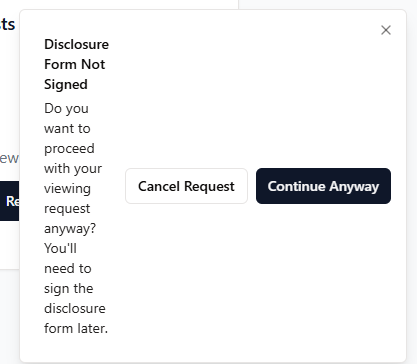 sts
Disclosure
Form Not
Signed
Do you
want to
proceed
with your
viewing
request
anyway?
You'll
need to
sign the
disclosure
form later.
Cancel Request
Continue Anyway
ew
Re